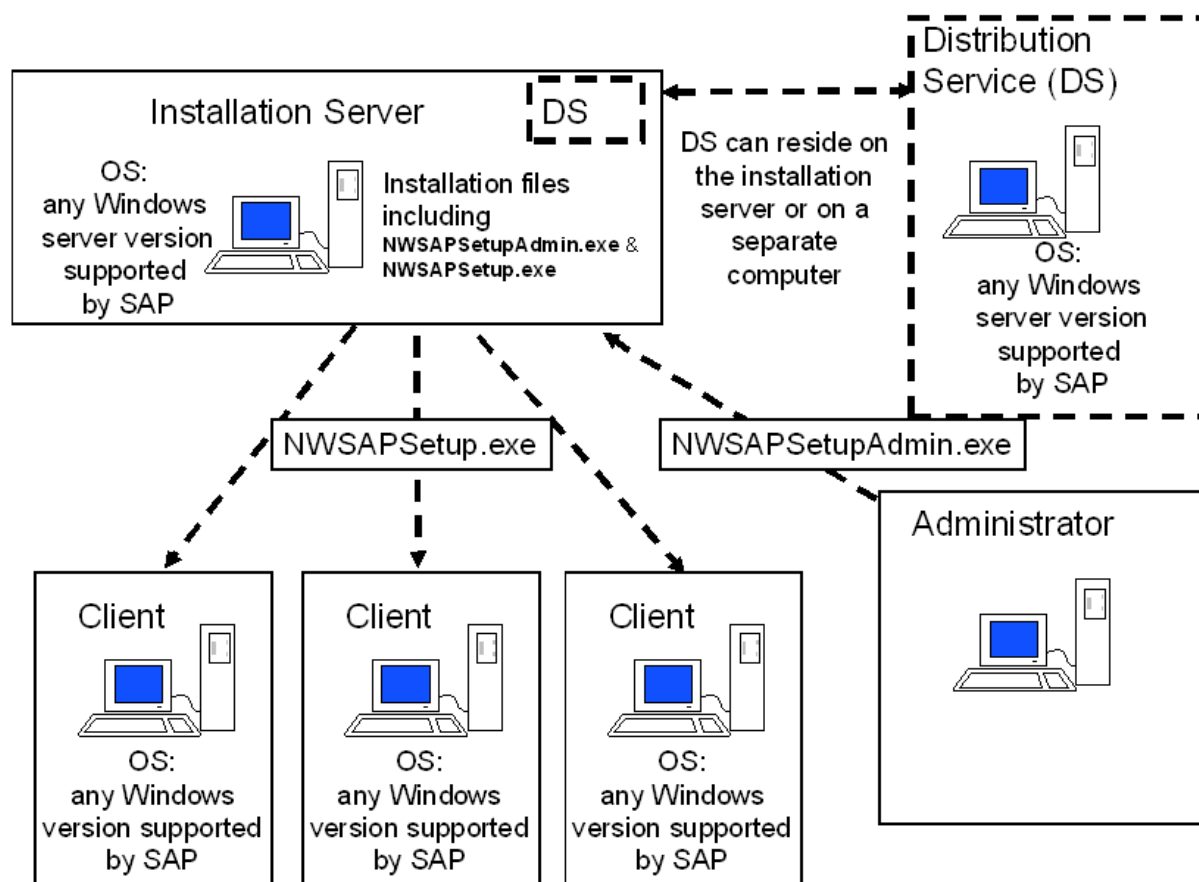 Installation Server
DS
OS:
any Windows
server version
supported
by SAP
Installation files
including
NWSAPSetupAdmin.exe &
NWSAPSetup.exe
DS can reside on
the installation
server or on a
separate
computer
Distribution
Service (DS)
OS:
any Windows
server version
supported
by SAP
NWSAPSetup.exe
NWSAPSetupAdmin.exe
Client
OS:
any Windows
version supported
by SAP
Client
OS:
any Windows
version supported
by SAP
Client
OS:
any Windows
version supported
by SAP
Administrator